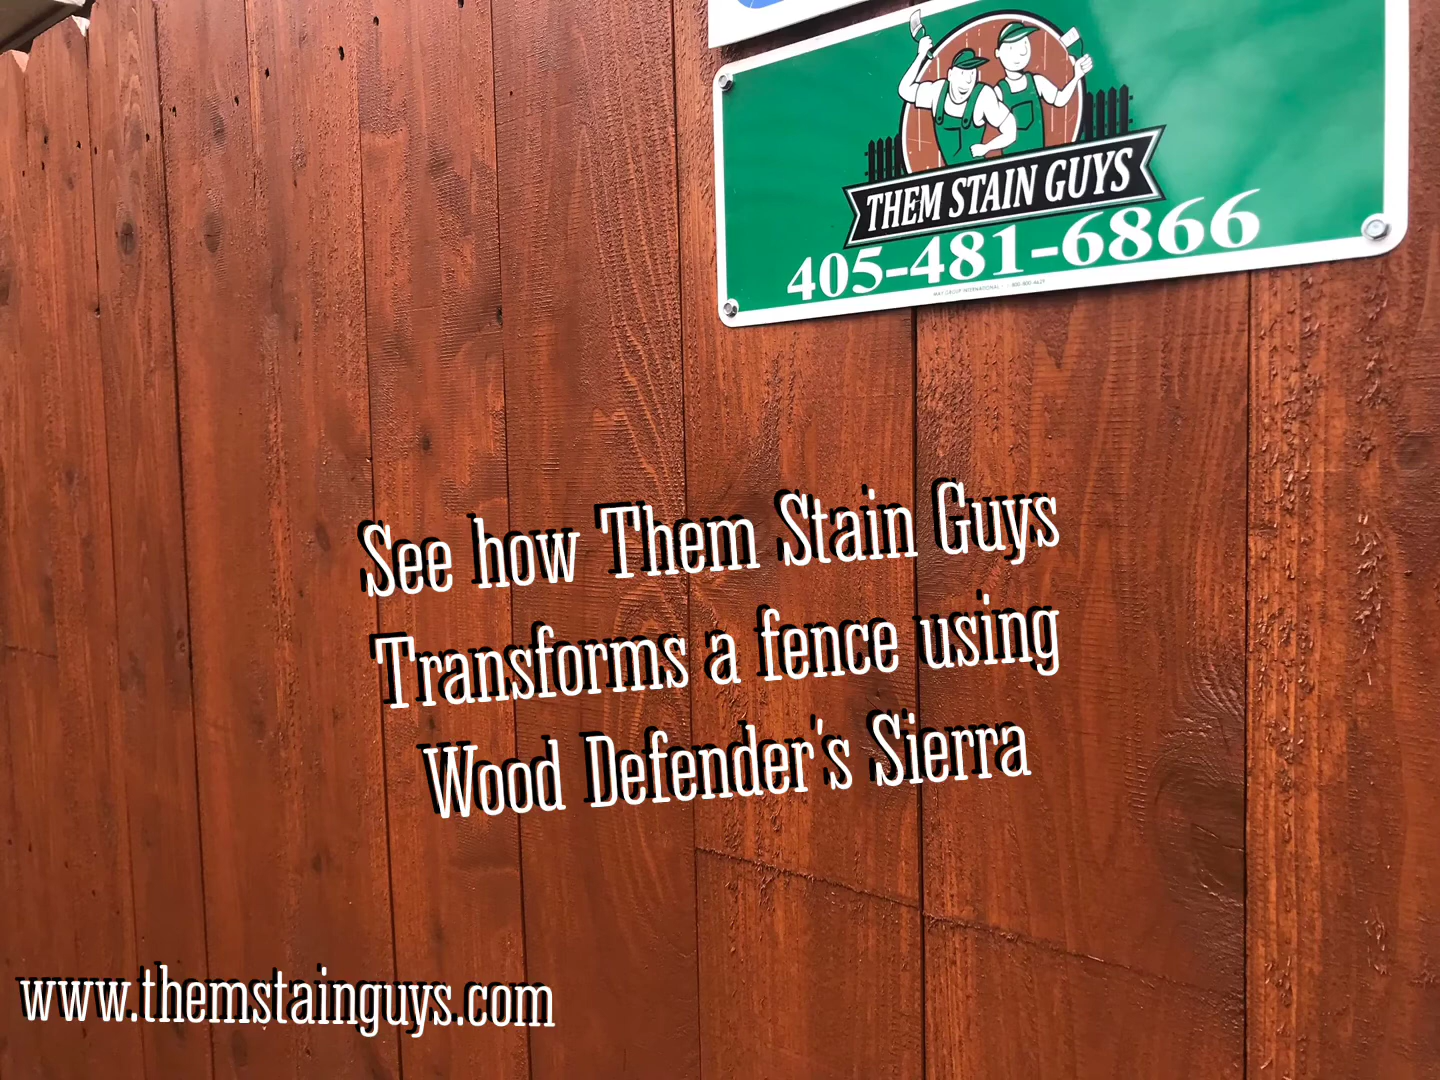 THEM STAIN GUYS
405-481-6866
See how Them Stain Guys
Transforms a fence using
Wood Defender's Sierra
www.themstainguys.com